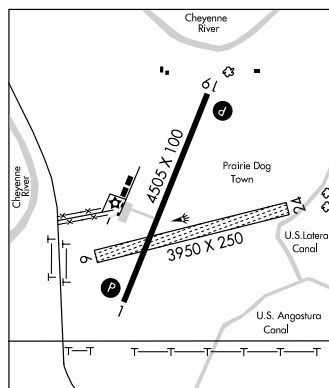 Cheyenne
River
19
P
4505 X 100
Cheyenne
River
Prairie Dog
Town
24
3950 X 250
U.S.Latera
Canal
6
P
1
U.S. Angostura
Canal
T T
T T T T T T